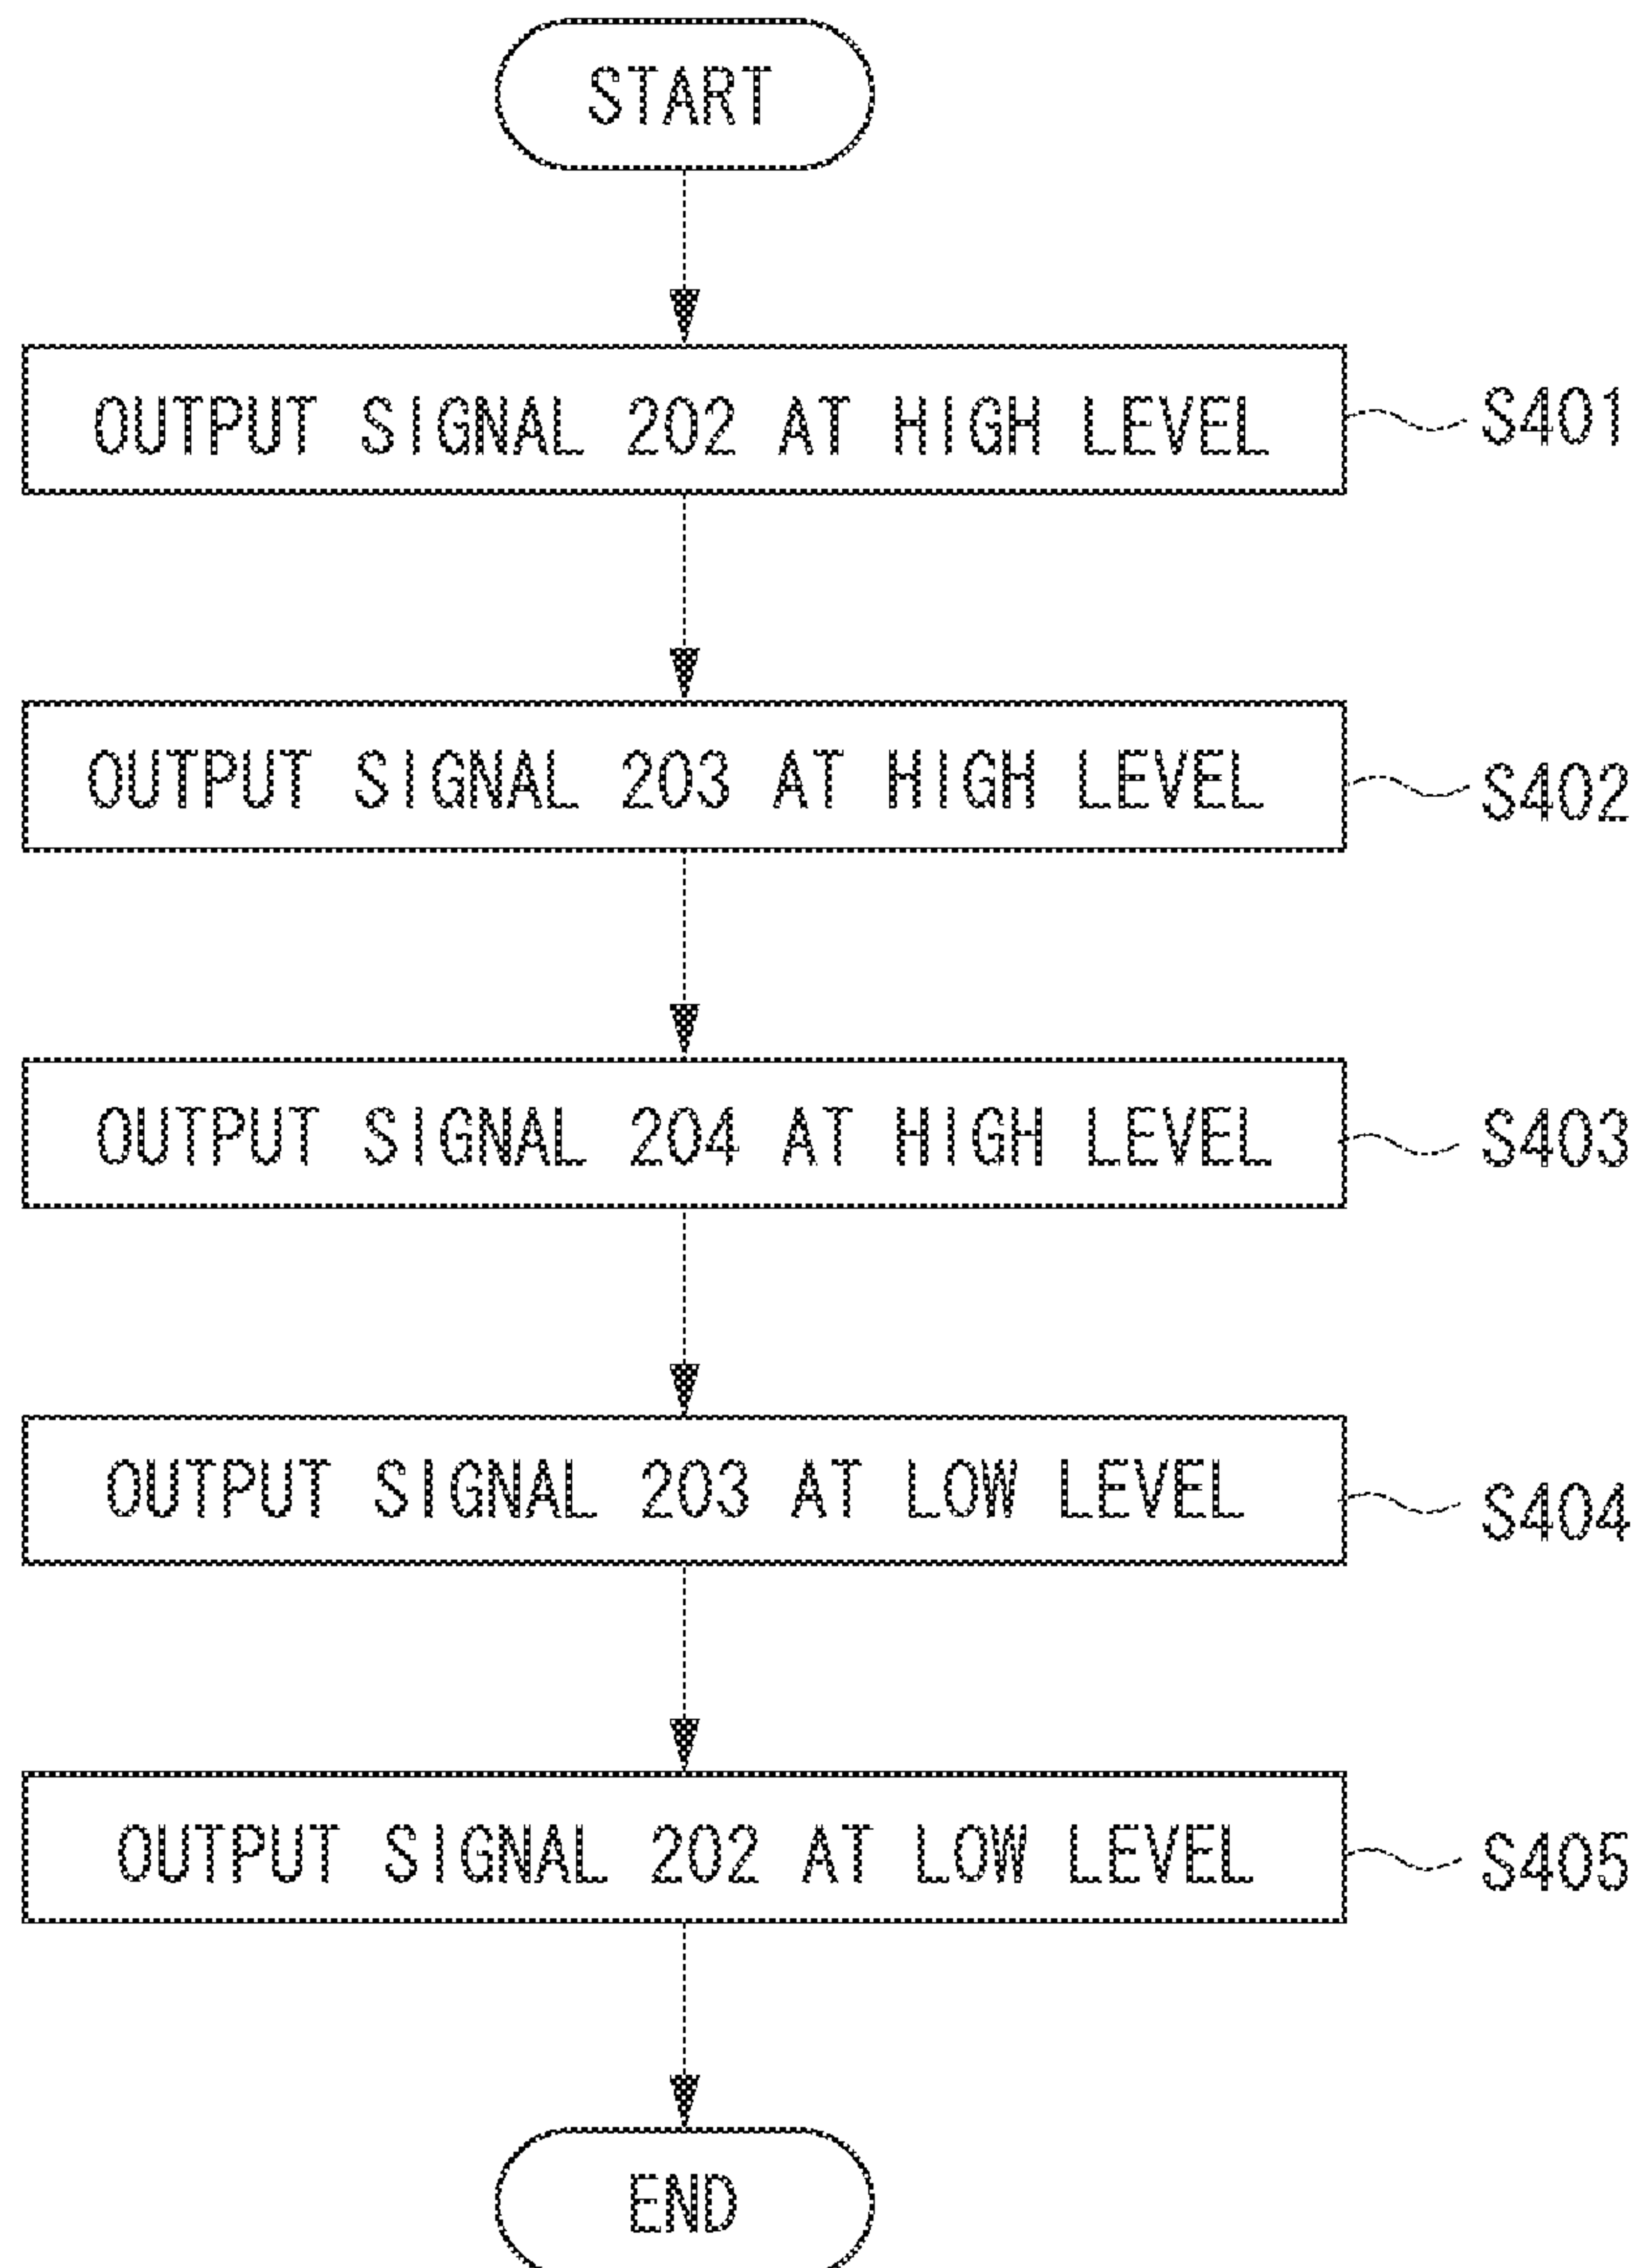 START
OUTPUT SIGNAL 202 AT HIGH LEVEL
S401
OUTPUT SIGNAL 203 AT HIGH LEVEL
S402
OUTPUT SIGNAL 204 AT HIGH LEVEL
S403
OUTPUT SIGNAL 203 AT LOW LEVEL
S404
OUTPUT SIGNAL 202 AT LOW LEVEL
S405
END